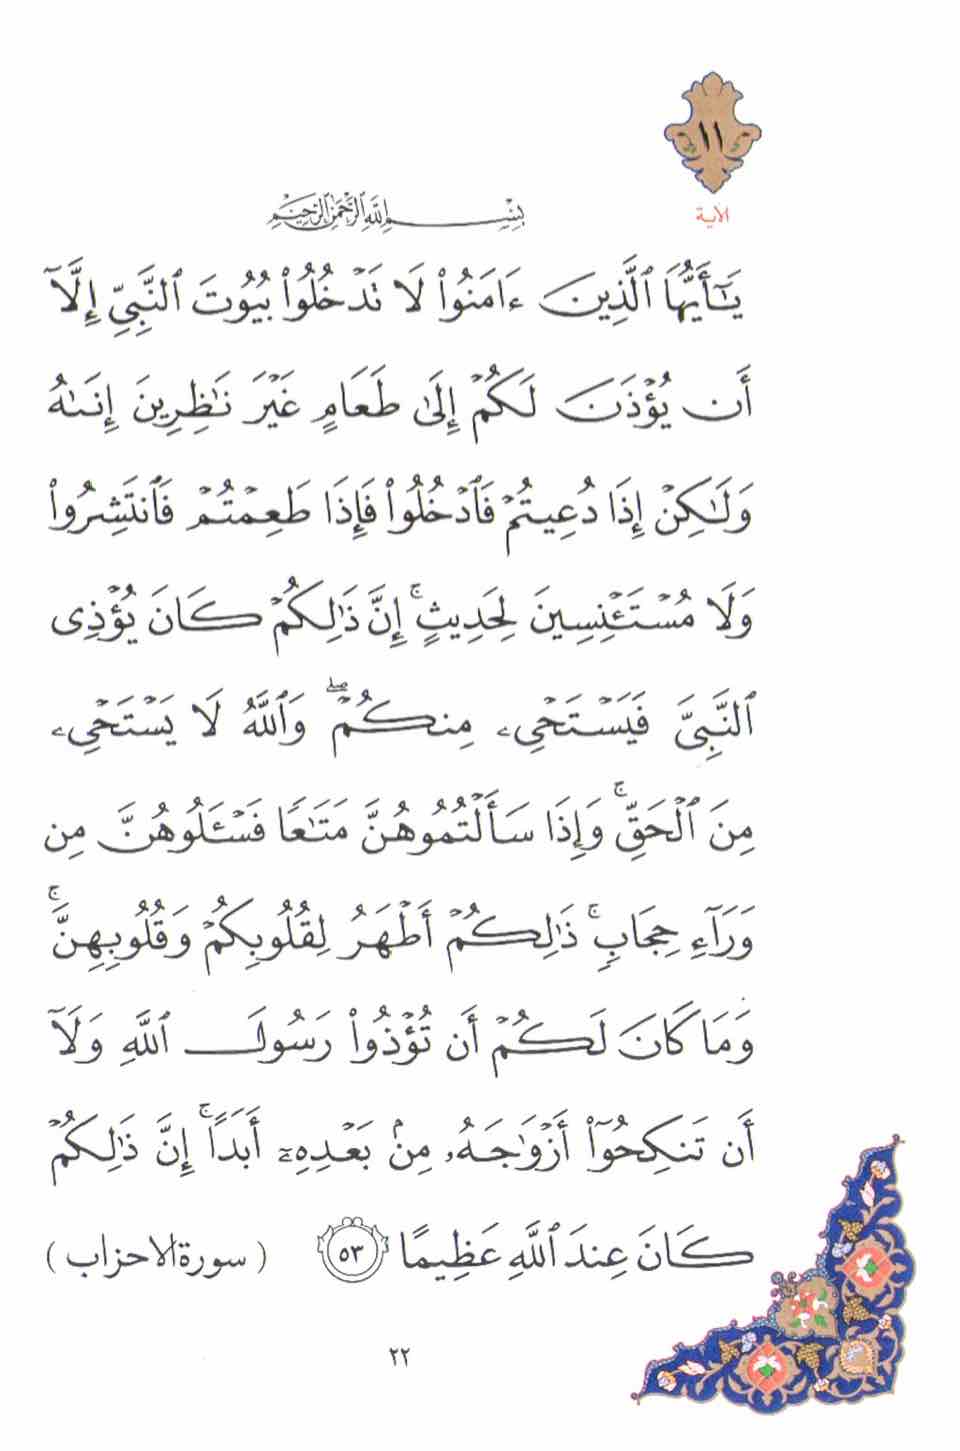 ١١
الآية
بِسْمِ اللَّهِ الرَّحْمَٰنِ الرَّحِيمِ
يَـٰٓأَيُّهَا ٱلَّذِينَ ءَامَنُوا۟ لَا تَدْخُلُوا۟ بُيُوتَ ٱلنَّبِىِّ إِلَّآ
أَن يُؤْذَنَ لَكُمْ إِلَىٰ طَعَامٍ غَيْرَ نَـٰظِرِينَ إِنَىٰهُ
وَلَـٰكِنْ إِذَا دُعِيتُمْ فَٱدْخُلُوا۟ فَإِذَا طَعِمْتُمْ فَٱنتَشِرُوا۟
وَلَا مُسْتَـْٔنِسِينَ لِحَدِيثٍ ۚ إِنَّ ذَٰلِكُمْ كَانَ يُؤْذِى
ٱلنَّبِىَّ فَيَسْتَحْىِۦ مِنكُمْ ۖ وَٱللَّهُ لَا يَسْتَحْىِۦ
مِنَ ٱلْحَقِّ ۚ وَإِذَا سَأَلْتُمُوهُنَّ مَتَـٰعًا فَسْـَٔلُوهُنَّ مِن
وَرَآءِ حِجَابٍ ۚ ذَٰلِكُمْ أَطْهَرُ لِقُلُوبِكُمْ وَقُلُوبِهِنَّ ۚ
وَمَا كَانَ لَكُمْ أَن تُؤْذُوا۟ رَسُولَ ٱللَّهِ وَلَآ
أَن تَنكِحُوٓا۟ أَزْوَٰجَهُۥ مِنۢ بَعْدِهِۦٓ أَبَدًا ۚ إِنَّ ذَٰلِكُمْ
كَانَ عِندَ ٱللَّهِ عَظِيمًا ٥٣ ( سورة الاحزاب )
٢٢